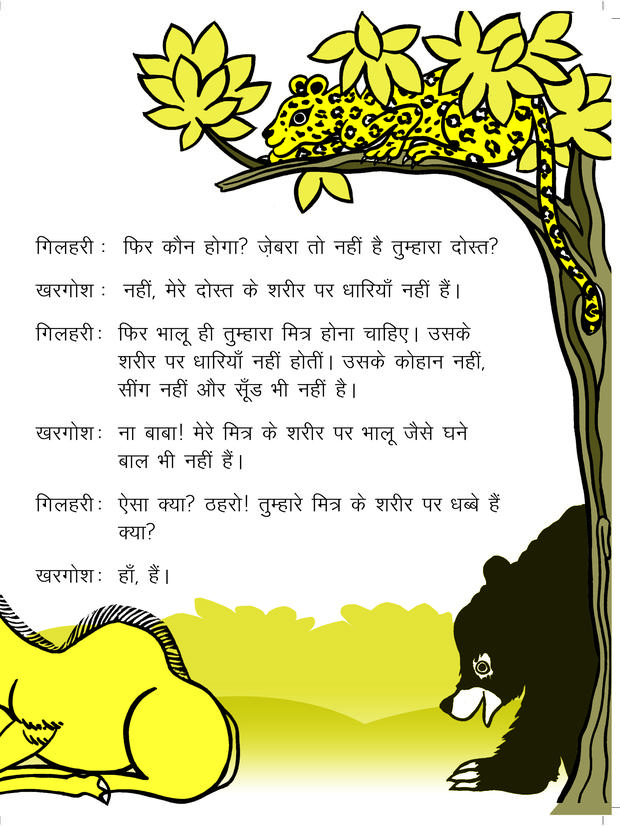 गिलहरी : फिर कौन होगा? ज़ेबरा तो नहीं है तुम्हारा दोस्त?
खरगोश : नहीं, मेरे दोस्त के शरीर पर धारियाँ नहीं हैं।
गिलहरी : फिर भालू ही तुम्हारा मित्र होना चाहिए। उसके
शरीर पर धारियाँ नहीं होतीं। उसके कोहान नहीं,
सींग नहीं और सूँड भी नहीं है।
खरगोश : ना बाबा! मेरे मित्र के शरीर पर भालू जैसे घने
बाल भी नहीं हैं।
गिलहरी : ऐसा क्या? ठहरो! तुम्हारे मित्र के शरीर पर धब्बे हैं
क्या?
खरगोश : हाँ, हैं।